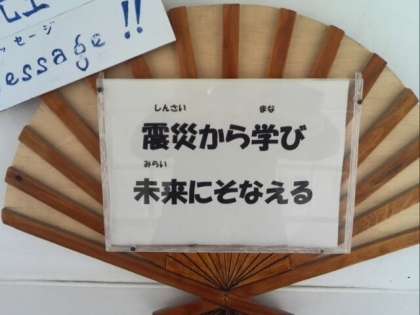 !!
ッセージ
essage
しんさい まな
震災から学び
みらい
未来にそなえる